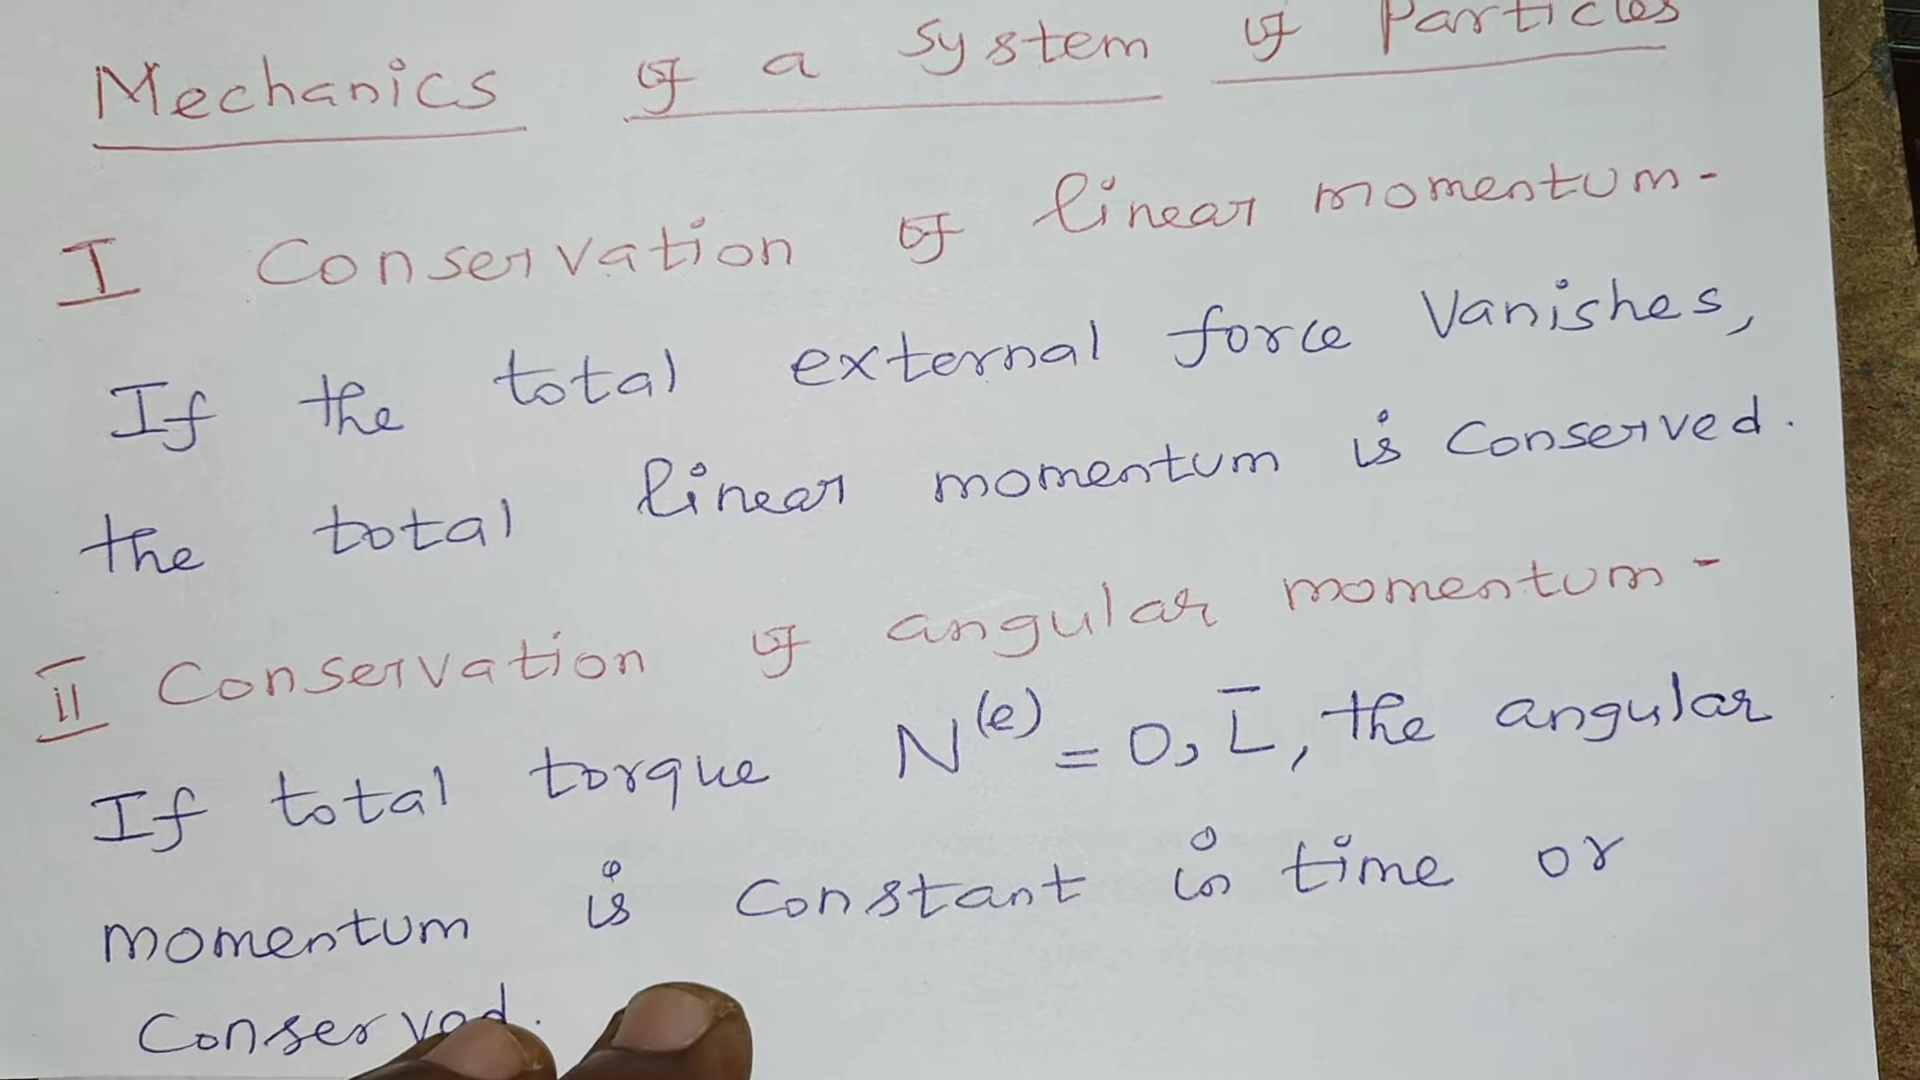 Mechanics of a system of Particles
I Conservation of linear momentum-
If the total external force Vanishes,
the total linear momentum is Conserved.
II Conservation of angular momentum-
If total torque N^(e) = 0, L̄, the angular
momentum is Constant in time or
Conserved.